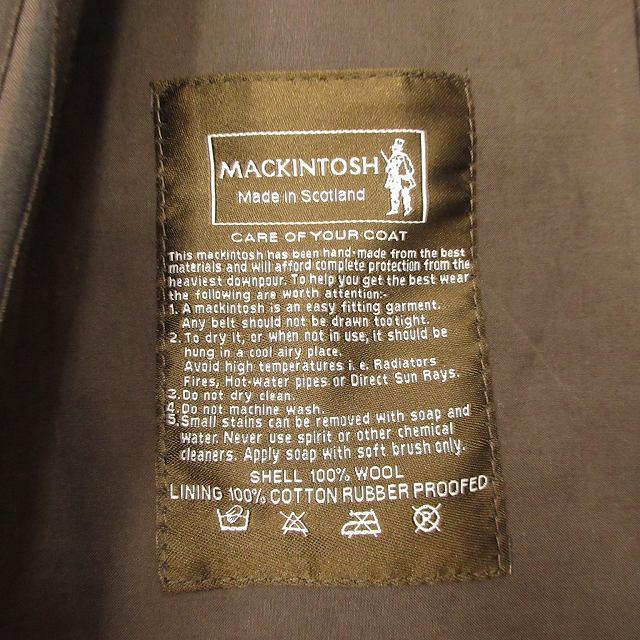 MACKINTOSH
Made in Scotland
CARE OF YOUR COAT
This mackintosh has been hand-made from the best
materials and will afford complete protection from the
heaviest downpour. To help you get the best wear
the following are worth attention:-
1. A mackintosh is an easy fitting garment.
Any belt should not be drawn too tight.
2. To dry it, or when not in use, it should be
hung in a cool airy place.
Avoid high temperatures i. e. Radiators
Fires, Hot-water pipes or Direct Sun Rays.
3. Do not dry clean.
4. Do not machine wash.
5. Small stains can be removed with soap and
water. Never use spirit or other chemical
cleaners. Apply soap with soft brush only.
SHELL 100% WOOL
LINING 100% COTTON RUBBER PROOFED